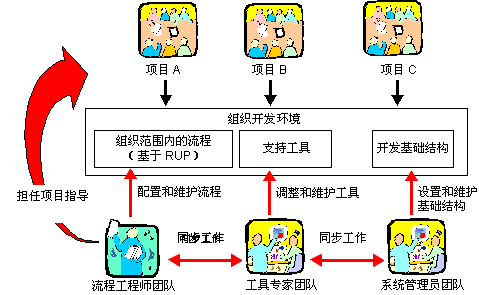 项目 A
项目 B
项目 C
组织开发环境
组织范围内的流程
（基于 RUP）
支持工具
开发基础结构
担任项目指导
配置和维护流程
调整和维护工具
设置和维护
基础结构
同步工作
同步工作
流程工程师团队
工具专家团队
系统管理员团队